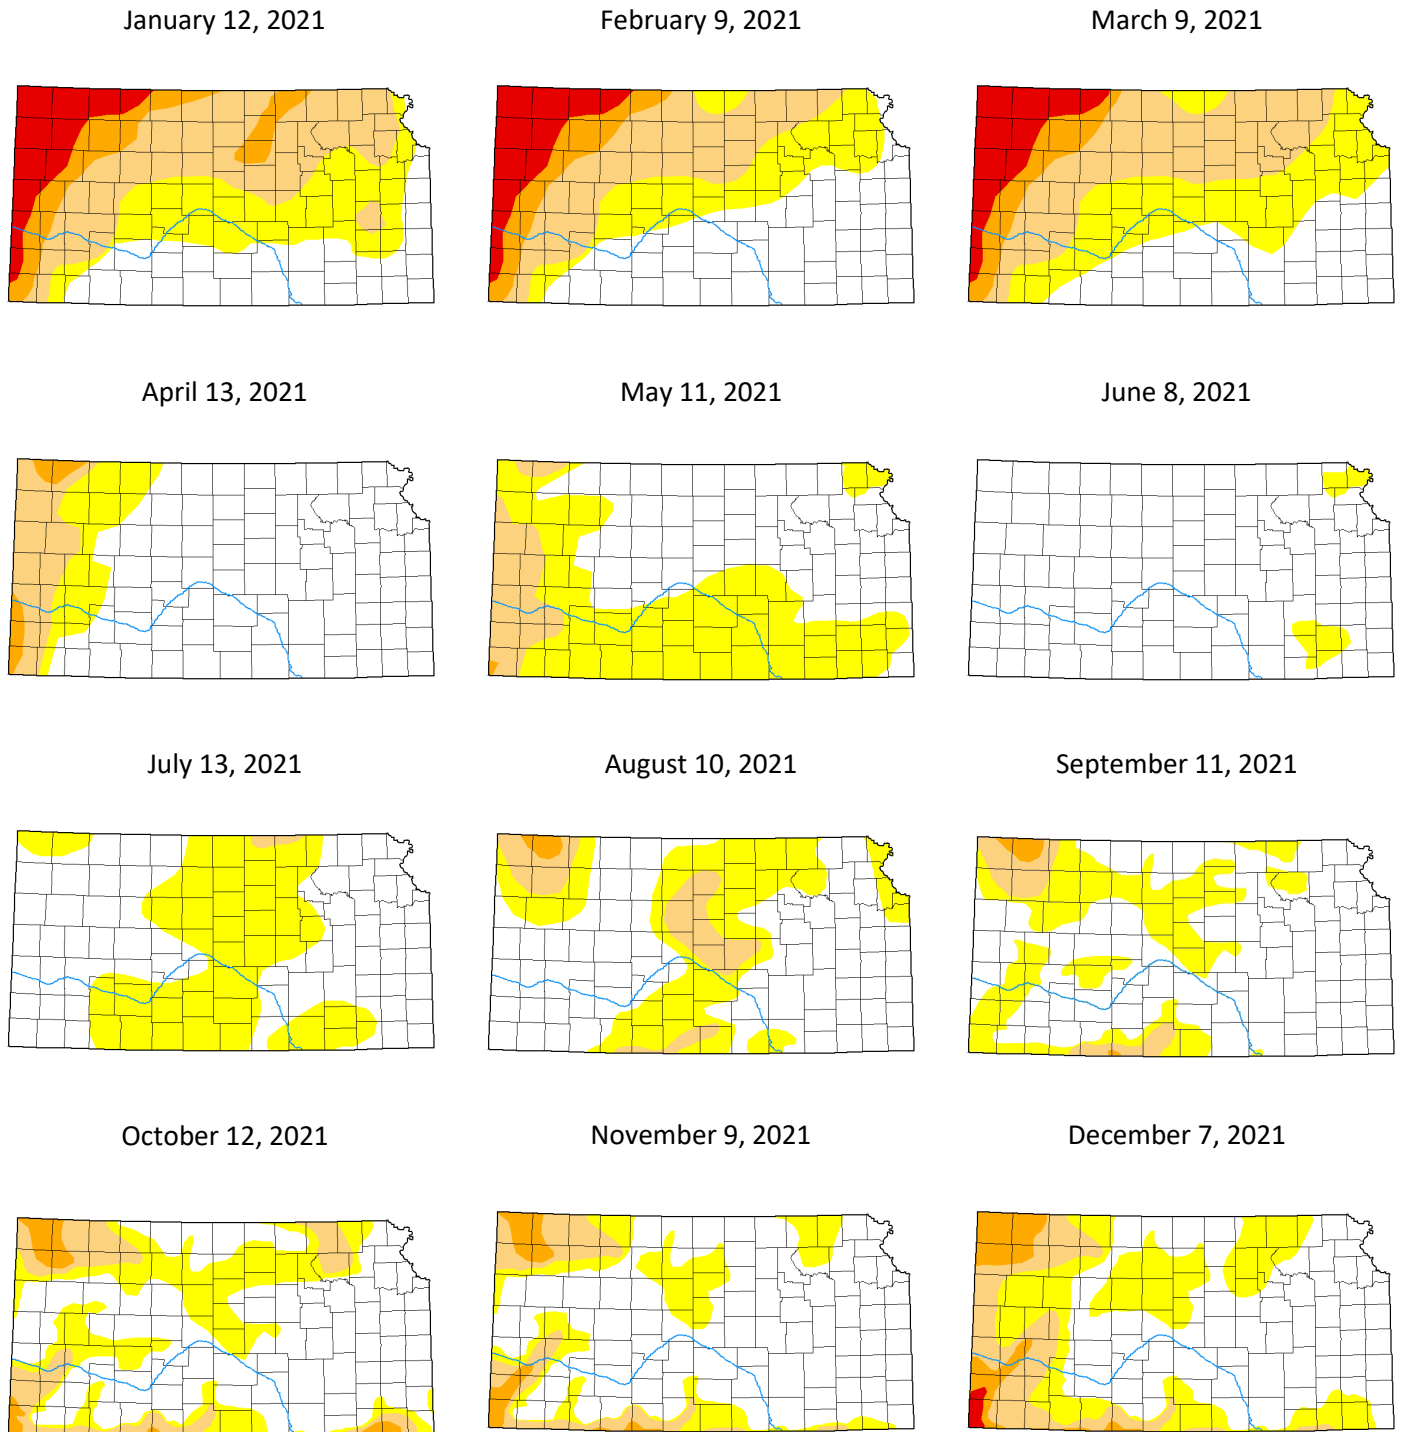 January 12, 2021
February 9, 2021
March 9, 2021
April 13, 2021
May 11, 2021
June 8, 2021
July 13, 2021
August 10, 2021
September 11, 2021
October 12, 2021
November 9, 2021
December 7, 2021